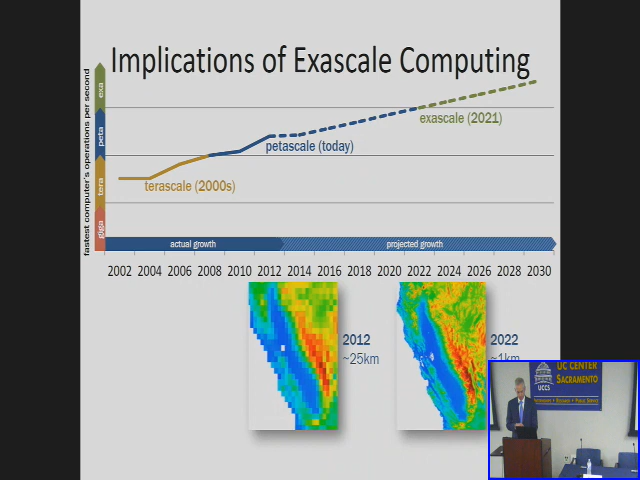 Implications of Exascale Computing
fastest computer's operations per second
exa
peta
tera
giga
exascale (2021)
petascale (today)
terascale (2000s)
actual growth
projected growth
2002 2004 2006 2008 2010 2012 2014 2016 2018 2020 2022 2024 2026 2028 2030
2012
~25km
2022
~1km
UC CENTER
SACRAMENTO
UCCS